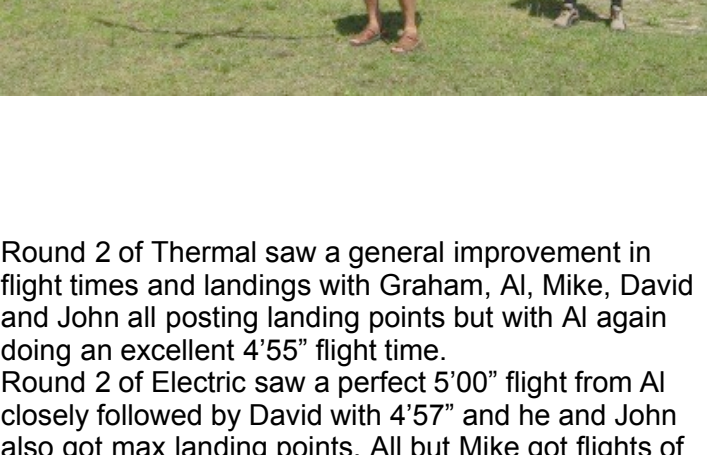 Round 2 of Thermal saw a general improvement in
flight times and landings with Graham, Al, Mike, David
and John all posting landing points but with Al again
doing an excellent 4’55” flight time.
Round 2 of Electric saw a perfect 5’00” flight from Al
closely followed by David with 4’57” and he and John
also got max landing points. All but Mike got flights of